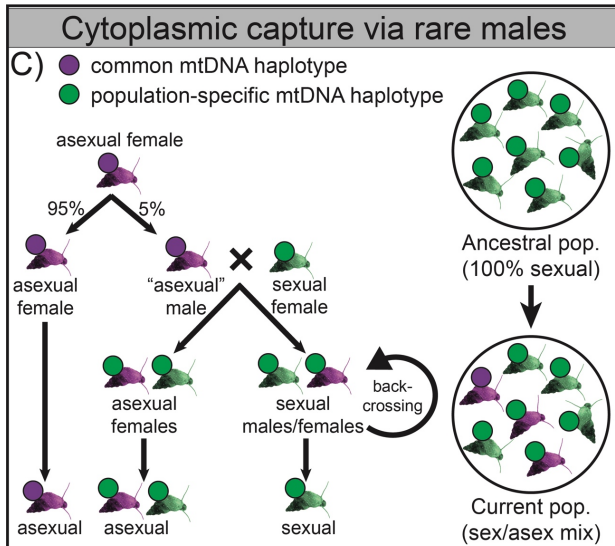 Cytoplasmic capture via rare males
C)
common mtDNA haplotype
population-specific mtDNA haplotype
asexual female
95%
5%
asexual
female
"asexual"
male
sexual
female
asexual
females
sexual
males/females
back-
crossing
asexual
asexual
sexual
Ancestral pop.
(100% sexual)
Current pop.
(sex/asex mix)